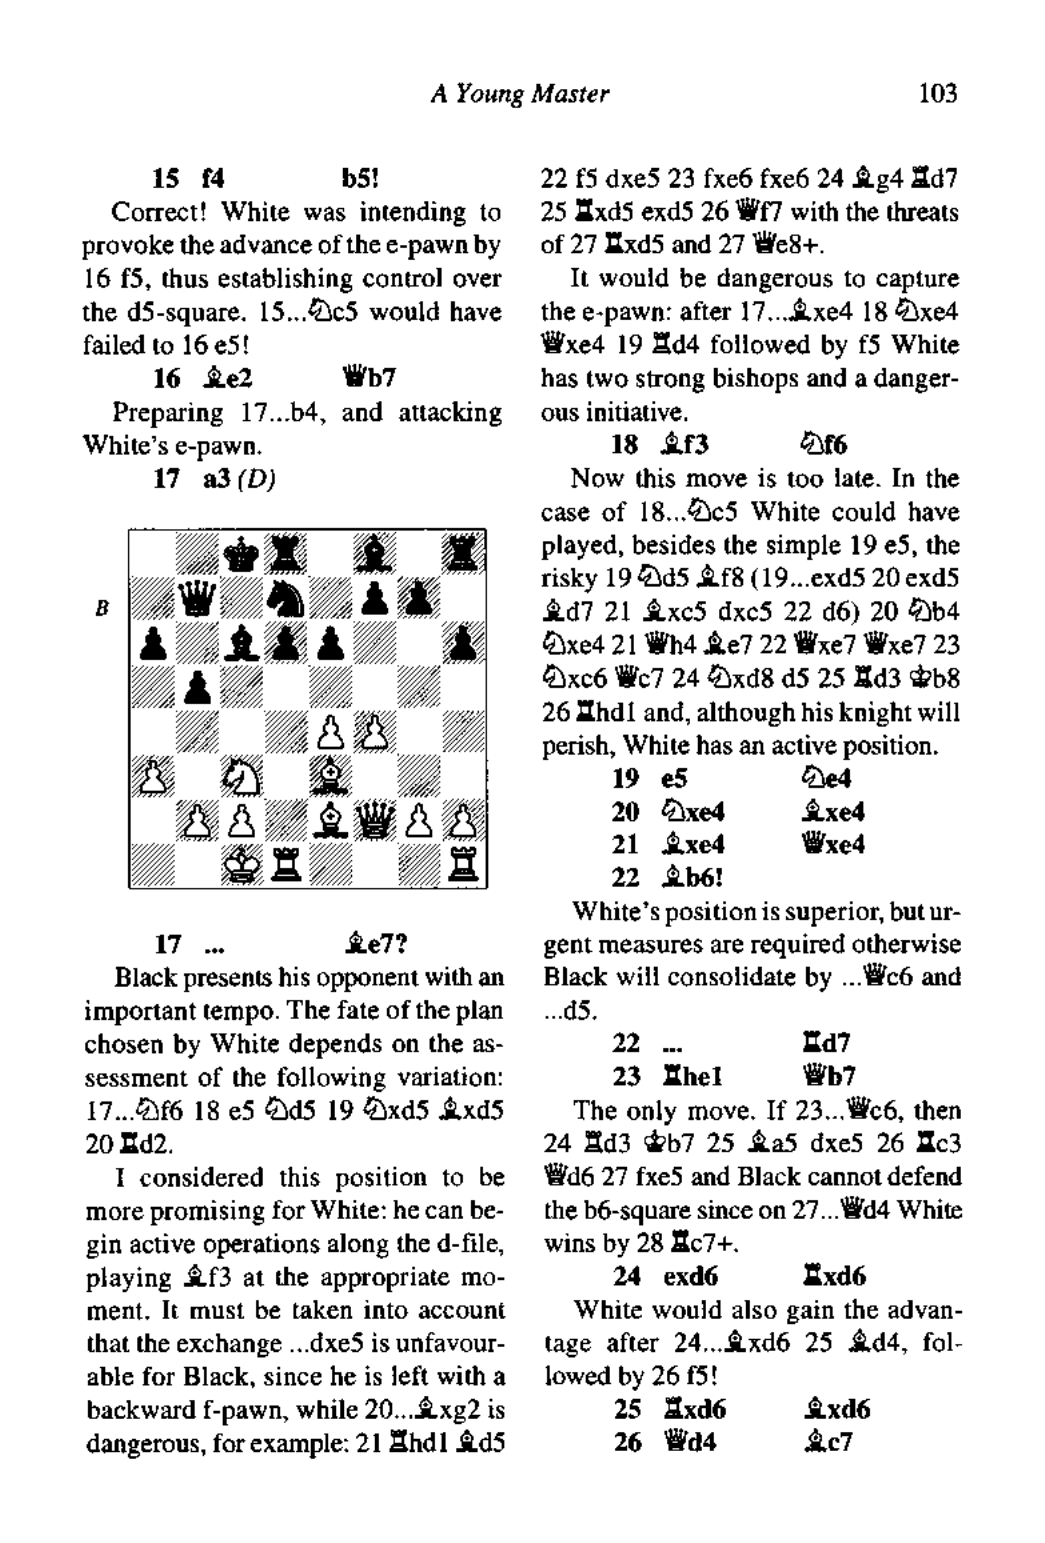 A Young Master 103
15 f4 b5!
Correct! White was intending to
provoke the advance of the e-pawn by
16 f5, thus establishing control over
the d5-square. 15...♘c5 would have
failed to 16 e5!
16 ♗e2 ♕b7
Preparing 17...b4, and attacking
White's e-pawn.
17 a3 (D)
B
17 ... ♗e7?
Black presents his opponent with an
important tempo. The fate of the plan
chosen by White depends on the as-
sessment of the following variation:
17...♘f6 18 e5 ♘d5 19 ♘xd5 ♗xd5
20 ♖d2.
I considered this position to be
more promising for White: he can be-
gin active operations along the d-file,
playing ♗f3 at the appropriate mo-
ment. It must be taken into account
that the exchange ...dxe5 is unfavour-
able for Black, since he is left with a
backward f-pawn, while 20...♗xg2 is
dangerous, for example: 21 ♖hd1 ♗d5
22 f5 dxe5 23 fxe6 fxe6 24 ♗g4 ♖d7
25 ♖xd5 exd5 26 ♕f7 with the threats
of 27 ♖xd5 and 27 ♕e8+.
It would be dangerous to capture
the e-pawn: after 17...♗xe4 18 ♘xe4
♕xe4 19 ♖d4 followed by f5 White
has two strong bishops and a danger-
ous initiative.
18 ♗f3 ♘f6
Now this move is too late. In the
case of 18...♘c5 White could have
played, besides the simple 19 e5, the
risky 19 ♘d5 ♗f8 (19...exd5 20 exd5
♗d7 21 ♗xc5 dxc5 22 d6) 20 ♘b4
♘xe4 21 ♕h4 ♗e7 22 ♕xe7 ♕xe7 23
♘xc6 ♕c7 24 ♘xd8 d5 25 ♖d3 ♔b8
26 ♖hd1 and, although his knight will
perish, White has an active position.
19 e5 ♘e4
20 ♘xe4 ♗xe4
21 ♗xe4 ♕xe4
22 ♗b6!
White's position is superior, but ur-
gent measures are required otherwise
Black will consolidate by ...♕c6 and
...d5.
22 ... ♖d7
23 ♖he1 ♕b7
The only move. If 23...♕c6, then
24 ♖d3 ♔b7 25 ♗a5 dxe5 26 ♖c3
♕d6 27 fxe5 and Black cannot defend
the b6-square since on 27...♕d4 White
wins by 28 ♖c7+.
24 exd6 ♖xd6
White would also gain the advan-
tage after 24...♗xd6 25 ♗d4, fol-
lowed by 26 f5!
25 ♖xd6 ♗xd6
26 ♕d4 ♗c7